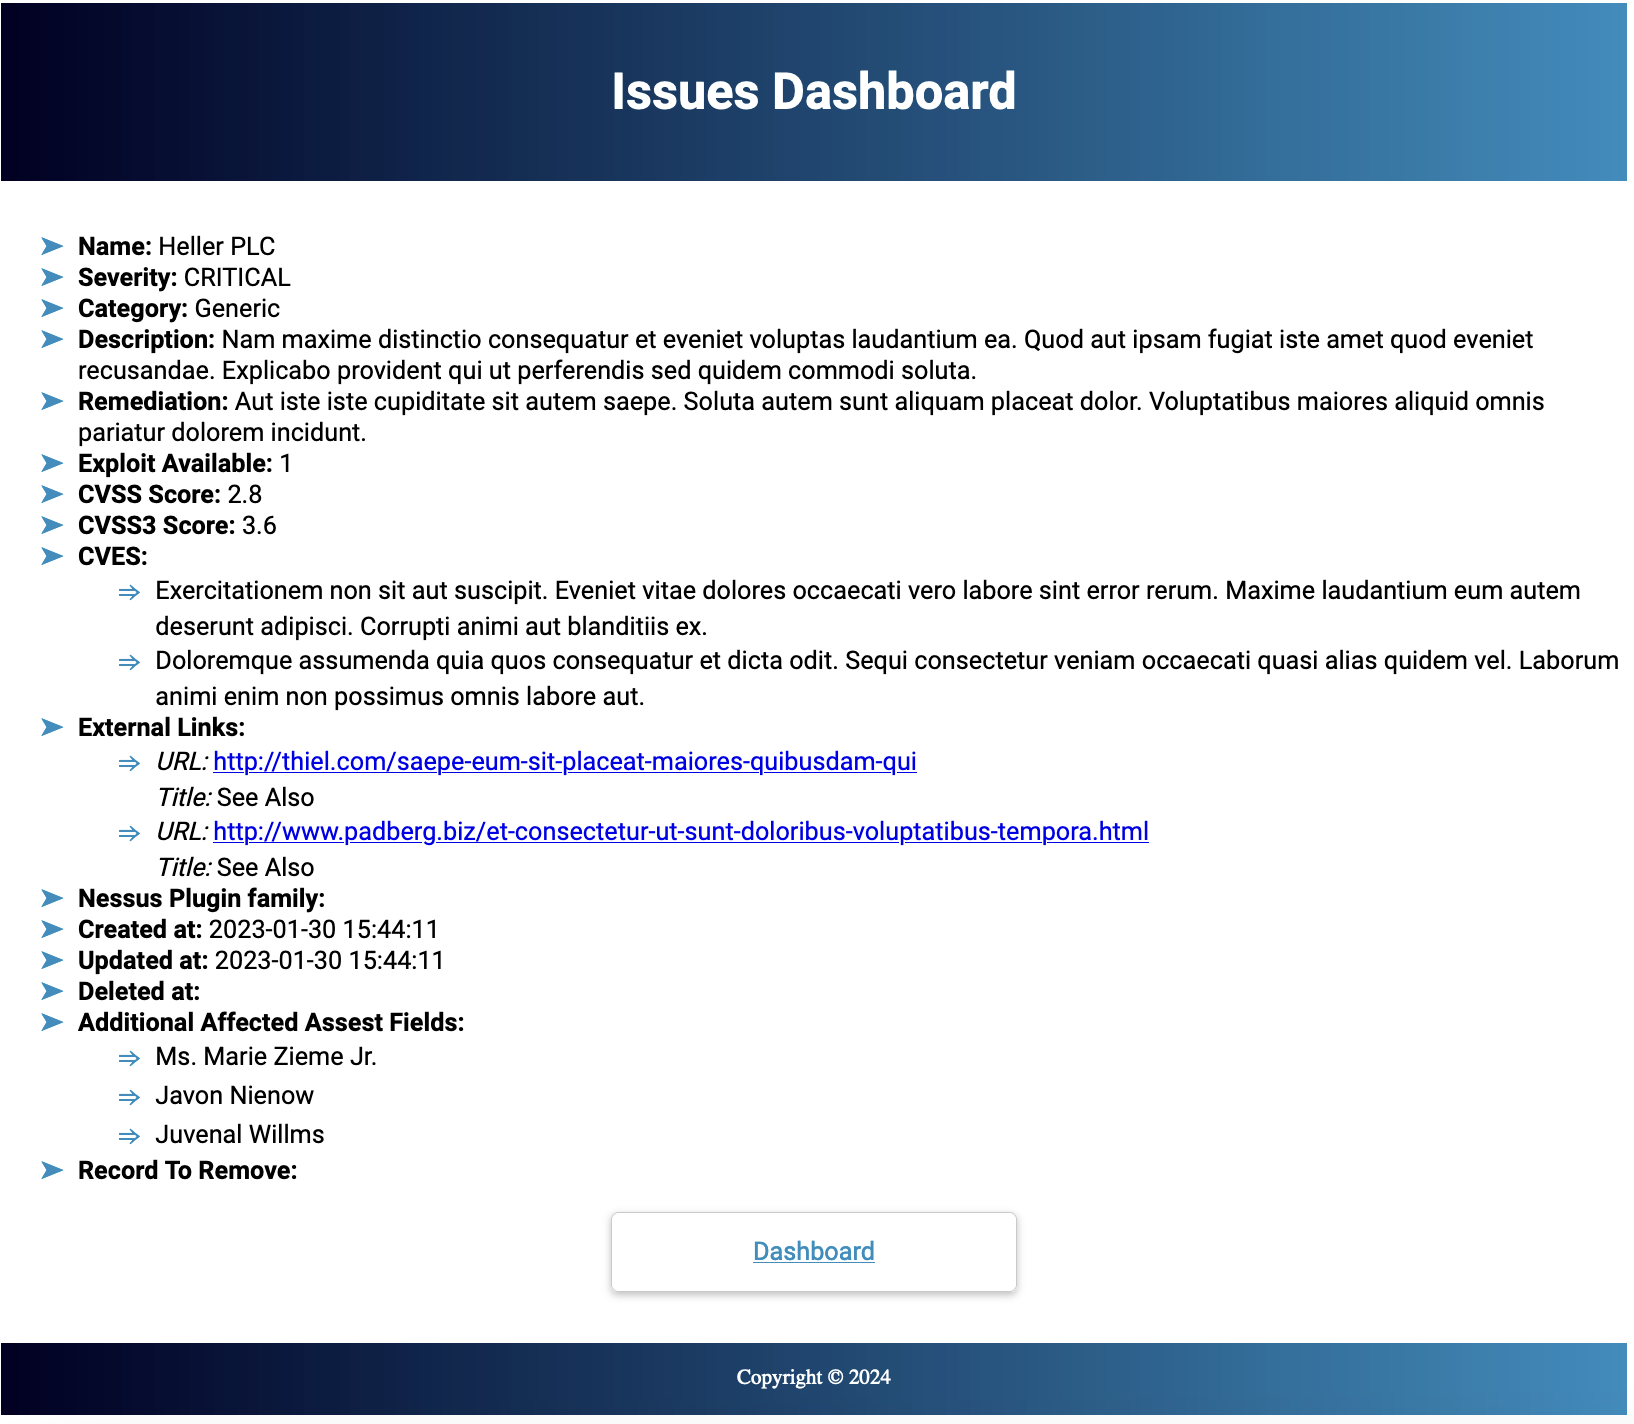 Issues Dashboard
Name: Heller PLC
Severity: CRITICAL
Category: Generic
Description: Nam maxime distinctio consequatur et eveniet voluptas laudantium ea. Quod aut ipsam fugiat iste amet quod eveniet
recusandae. Explicabo provident qui ut perferendis sed quidem commodi soluta.
Remediation: Aut iste iste cupiditate sit autem saepe. Soluta autem sunt aliquam placeat dolor. Voluptatibus maiores aliquid omnis
pariatur dolorem incidunt.
Exploit Available: 1
CVSS Score: 2.8
CVSS3 Score: 3.6
CVES:
Exercitationem non sit aut suscipit. Eveniet vitae dolores occaecati vero labore sint error rerum. Maxime laudantium eum autem
deserunt adipisci. Corrupti animi aut blanditiis ex.
Doloremque assumenda quia quos consequatur et dicta odit. Sequi consectetur veniam occaecati quasi alias quidem vel. Laborum
animi enim non possimus omnis labore aut.
External Links:
URL: http://thiel.com/saepe-eum-sit-placeat-maiores-quibusdam-qui
Title: See Also
URL: http://www.padberg.biz/et-consectetur-ut-sunt-doloribus-voluptatibus-tempora.html
Title: See Also
Nessus Plugin family:
Created at: 2023-01-30 15:44:11
Updated at: 2023-01-30 15:44:11
Deleted at:
Additional Affected Assest Fields:
Ms. Marie Zieme Jr.
Javon Nienow
Juvenal Willms
Record To Remove:
Dashboard
Copyright © 2024